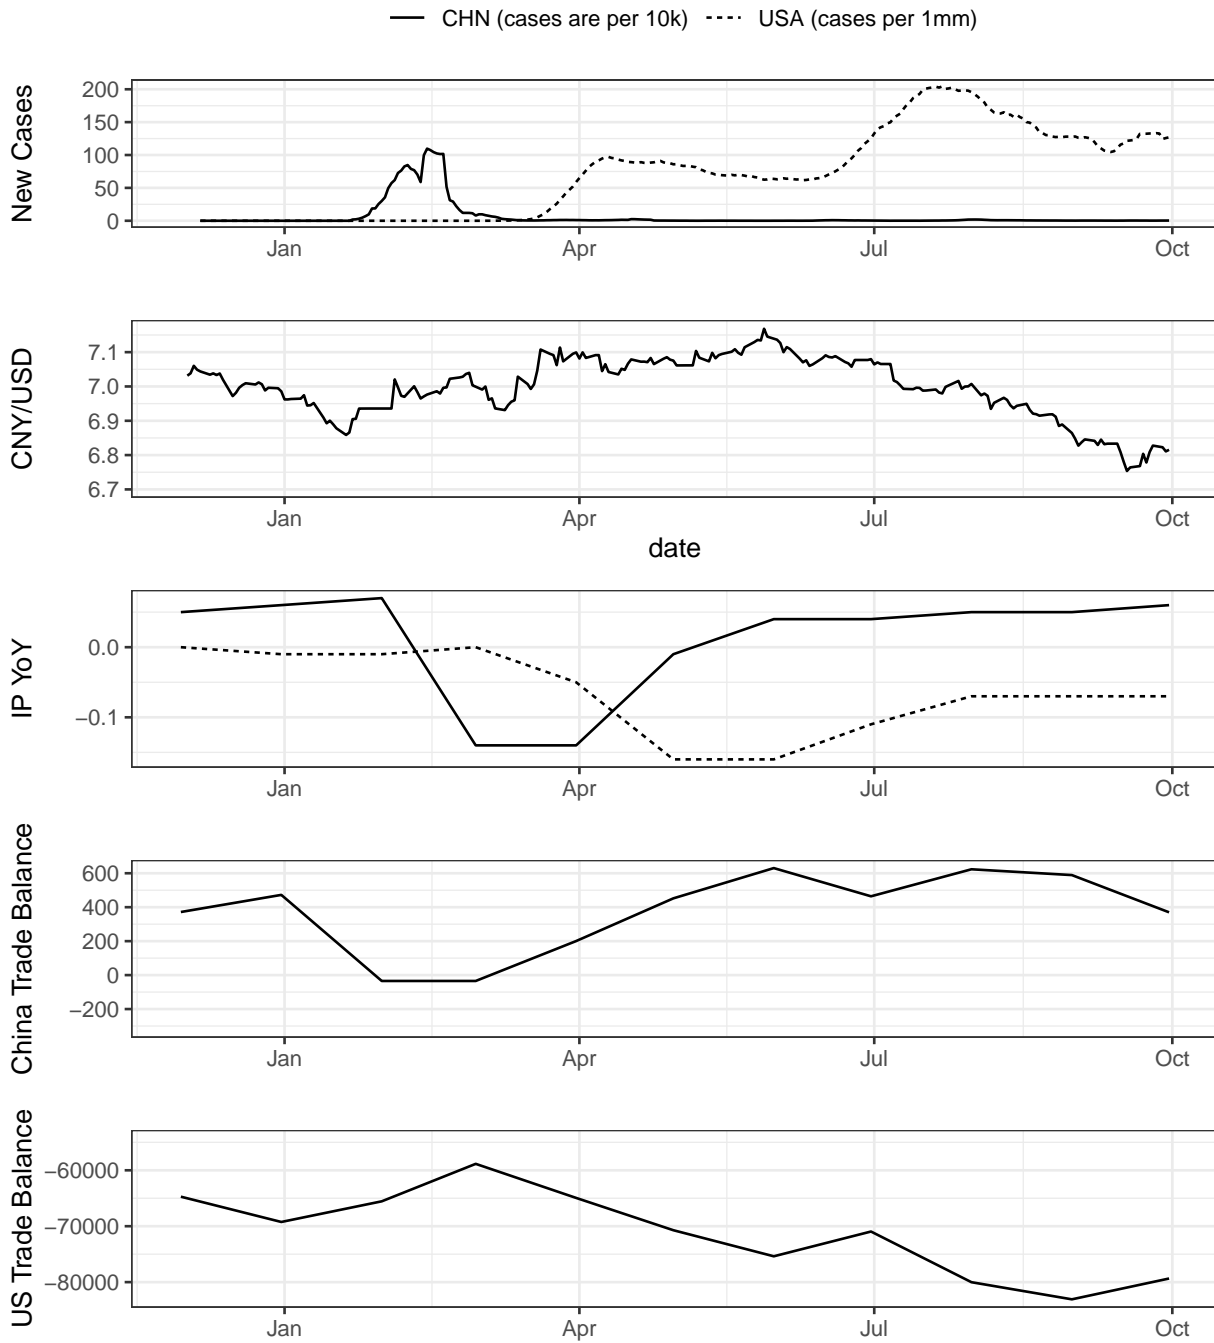 CHN (cases are per 10k) USA (cases per 1mm)
New Cases
200
150
100
50
0
Jan Apr Jul Oct
CNY/USD
7.1
7.0
6.9
6.8
6.7
Jan Apr Jul Oct
date
IP YoY
0.0
−0.1
Jan Apr Jul Oct
China Trade Balance
600
400
200
0
−200
Jan Apr Jul Oct
US Trade Balance
−60000
−70000
−80000
Jan Apr Jul Oct